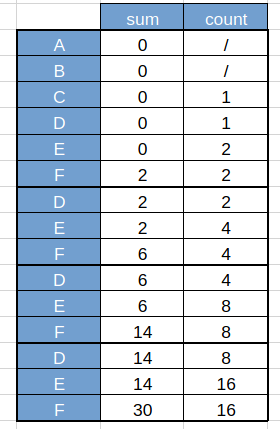 sum count
A 0 /
B 0 /
C 0 1
D 0 1
E 0 2
F 2 2
D 2 2
E 2 4
F 6 4
D 6 4
E 6 8
F 14 8
D 14 8
E 14 16
F 30 16